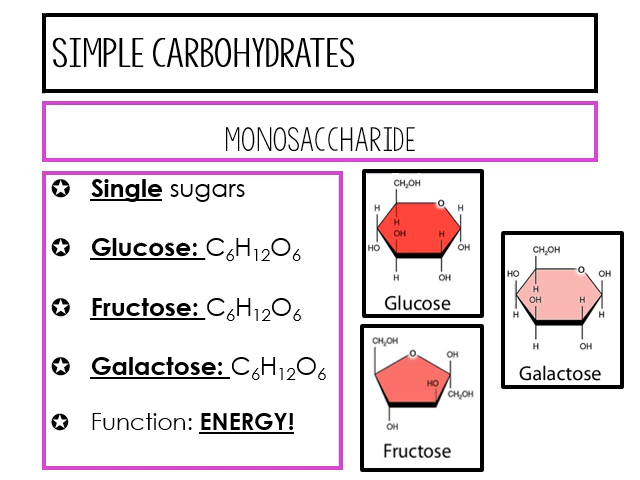 SIMPLE CARBOHYDRATES
MONOSACCHARIDE
Single sugars
Glucose: C₆H₁₂O₆
Fructose: C₆H₁₂O₆
Galactose: C₆H₁₂O₆
Function: ENERGY!
CH₂OH
H O H
H
OH H
HO OH
H OH
Glucose
CH₂OH
HO O OH
H
OH H
H H
H OH
Galactose
CH₂OH
O OH
HO
CH₂OH
OH
Fructose